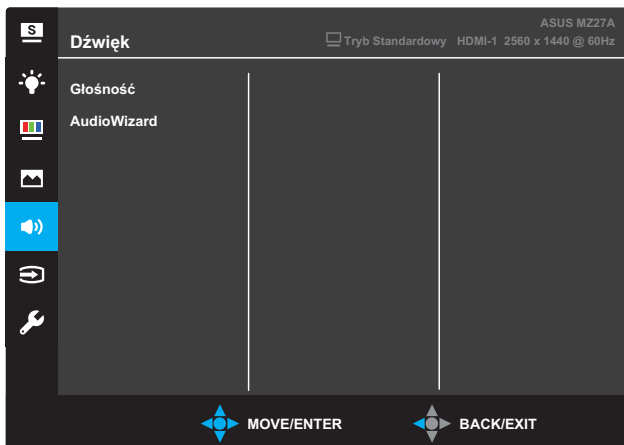 S
ASUS MZ27A
Dźwięk
Tryb Standardowy HDMI-1 2560 x 1440 @ 60Hz
Głośność
AudioWizard
MOVE/ENTER
BACK/EXIT